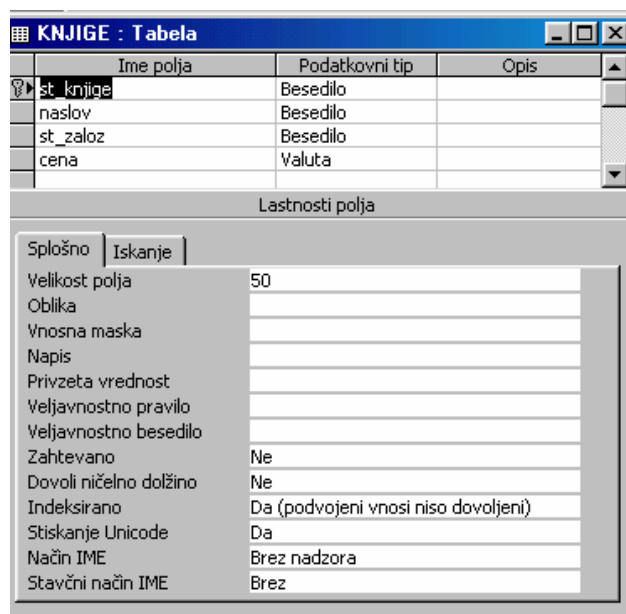 KNJIGE : Tabela
Ime polja Podatkovni tip Opis
st_knjige Besedilo
naslov Besedilo
st_zaloz Besedilo
cena Valuta
Lastnosti polja
Splošno Iskanje
Velikost polja 50
Oblika
Vnosna maska
Napis
Privzeta vrednost
Veljavnostno pravilo
Veljavnostno besedilo
Zahtevano Ne
Dovoli ničelno dolžino Ne
Indeksirano Da (podvojeni vnosi niso dovoljeni)
Stiskanje Unicode Da
Način IME Brez nadzora
Stavčni način IME Brez